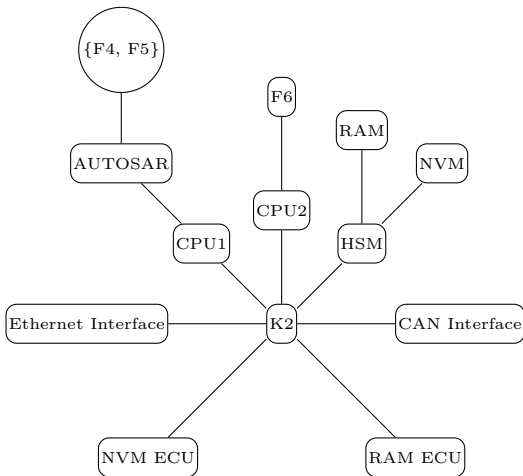 {F4, F5}
F6
RAM
AUTOSAR
NVM
CPU2
CPU1
HSM
Ethernet Interface
K2
CAN Interface
NVM ECU
RAM ECU